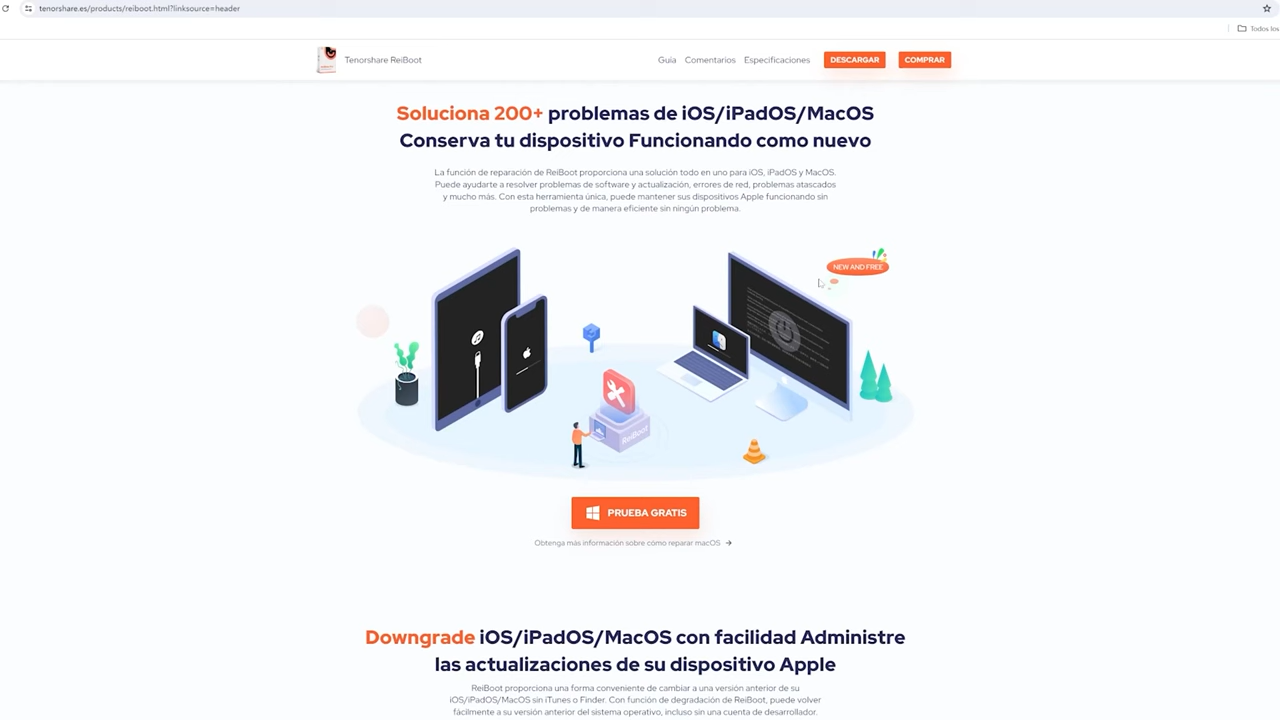 tenorshare.es/products/reiboot.html?linksource=header
Todos los
Tenorshare ReiBoot
Guía
Comentarios
Especificaciones
DESCARGAR
COMPRAR
Soluciona 200+ problemas de iOS/iPadOS/MacOS
Conserva tu dispositivo Funcionando como nuevo
La función de reparación de ReiBoot proporciona una solución todo en uno para iOS, iPadOS y MacOS.
Puede ayudarte a resolver problemas de software y actualización, errores de red, problemas atascados
y mucho más. Con esta herramienta única, puede mantener sus dispositivos Apple funcionando sin
problemas y de manera eficiente sin ningún problema.
NEW AND FREE
ReiBoot
PRUEBA GRATIS
Obtenga más información sobre cómo reparar macOS →
Downgrade iOS/iPadOS/MacOS con facilidad Administre
las actualizaciones de su dispositivo Apple
ReiBoot proporciona una forma conveniente de cambiar a una versión anterior de su
iOS/iPadOS/MacOS sin iTunes o Finder. Con función de degradación de ReiBoot, puede volver
fácilmente a su versión anterior del sistema operativo, incluso sin una cuenta de desarrollador.